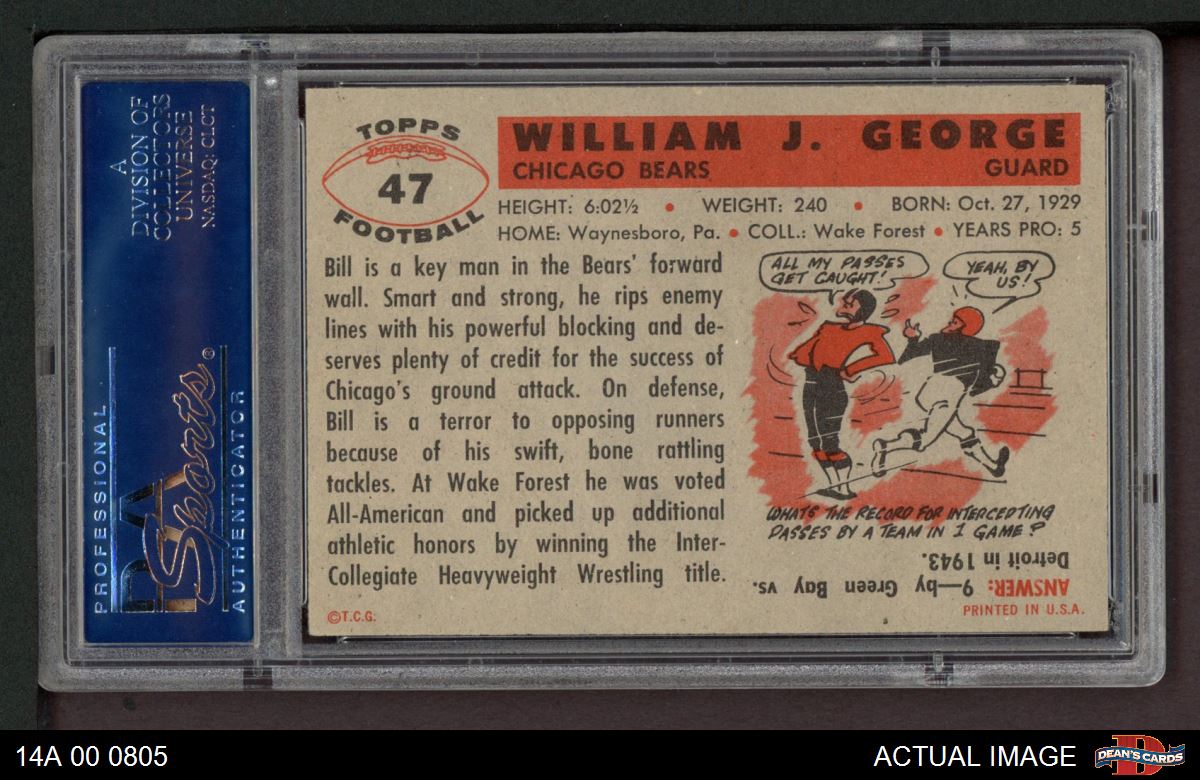 A
DIVISION OF
COLLECTORS
UNIVERSE
NASDAQ: CLCT
PROFESSIONAL
PSA
Sports®
AUTHENTICATOR
TOPPS
47
FOOTBALL
WILLIAM J. GEORGE
CHICAGO BEARS GUARD
HEIGHT: 6:02½ • WEIGHT: 240 • BORN: Oct. 27, 1929
HOME: Waynesboro, Pa. • COLL.: Wake Forest • YEARS PRO: 5
Bill is a key man in the Bears' forward
wall. Smart and strong, he rips enemy
lines with his powerful blocking and de-
serves plenty of credit for the success of
Chicago's ground attack. On defense,
Bill is a terror to opposing runners
because of his swift, bone rattling
tackles. At Wake Forest he was voted
All-American and picked up additional
athletic honors by winning the Inter-
Collegiate Heavyweight Wrestling title.
©T.C.G.
ALL MY PASSES
GET CAUGHT!
YEAH, BY
US!
WHAT'S THE RECORD FOR INTERCEPTING
PASSES BY A TEAM IN 1 GAME?
ANSWER: 9—by Green Bay vs.
Detroit in 1943.
PRINTED IN U.S.A.
14A 00 0805
ACTUAL IMAGE
D
DEAN'S CARDS